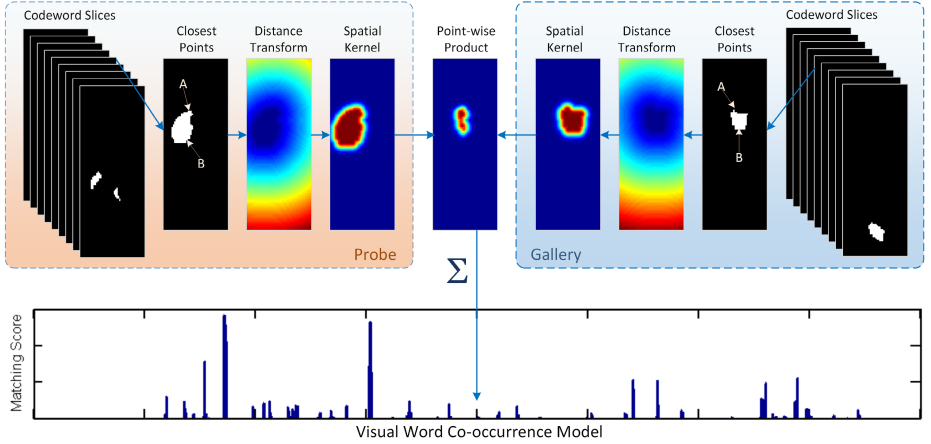 Codeword Slices
Closest
Points
Distance
Transform
Spatial
Kernel
Point-wise
Product
Spatial
Kernel
Distance
Transform
Closest
Points
Codeword Slices
A
B
A
B
Probe
Gallery
Σ
Matching Score
Visual Word Co-occurrence Model